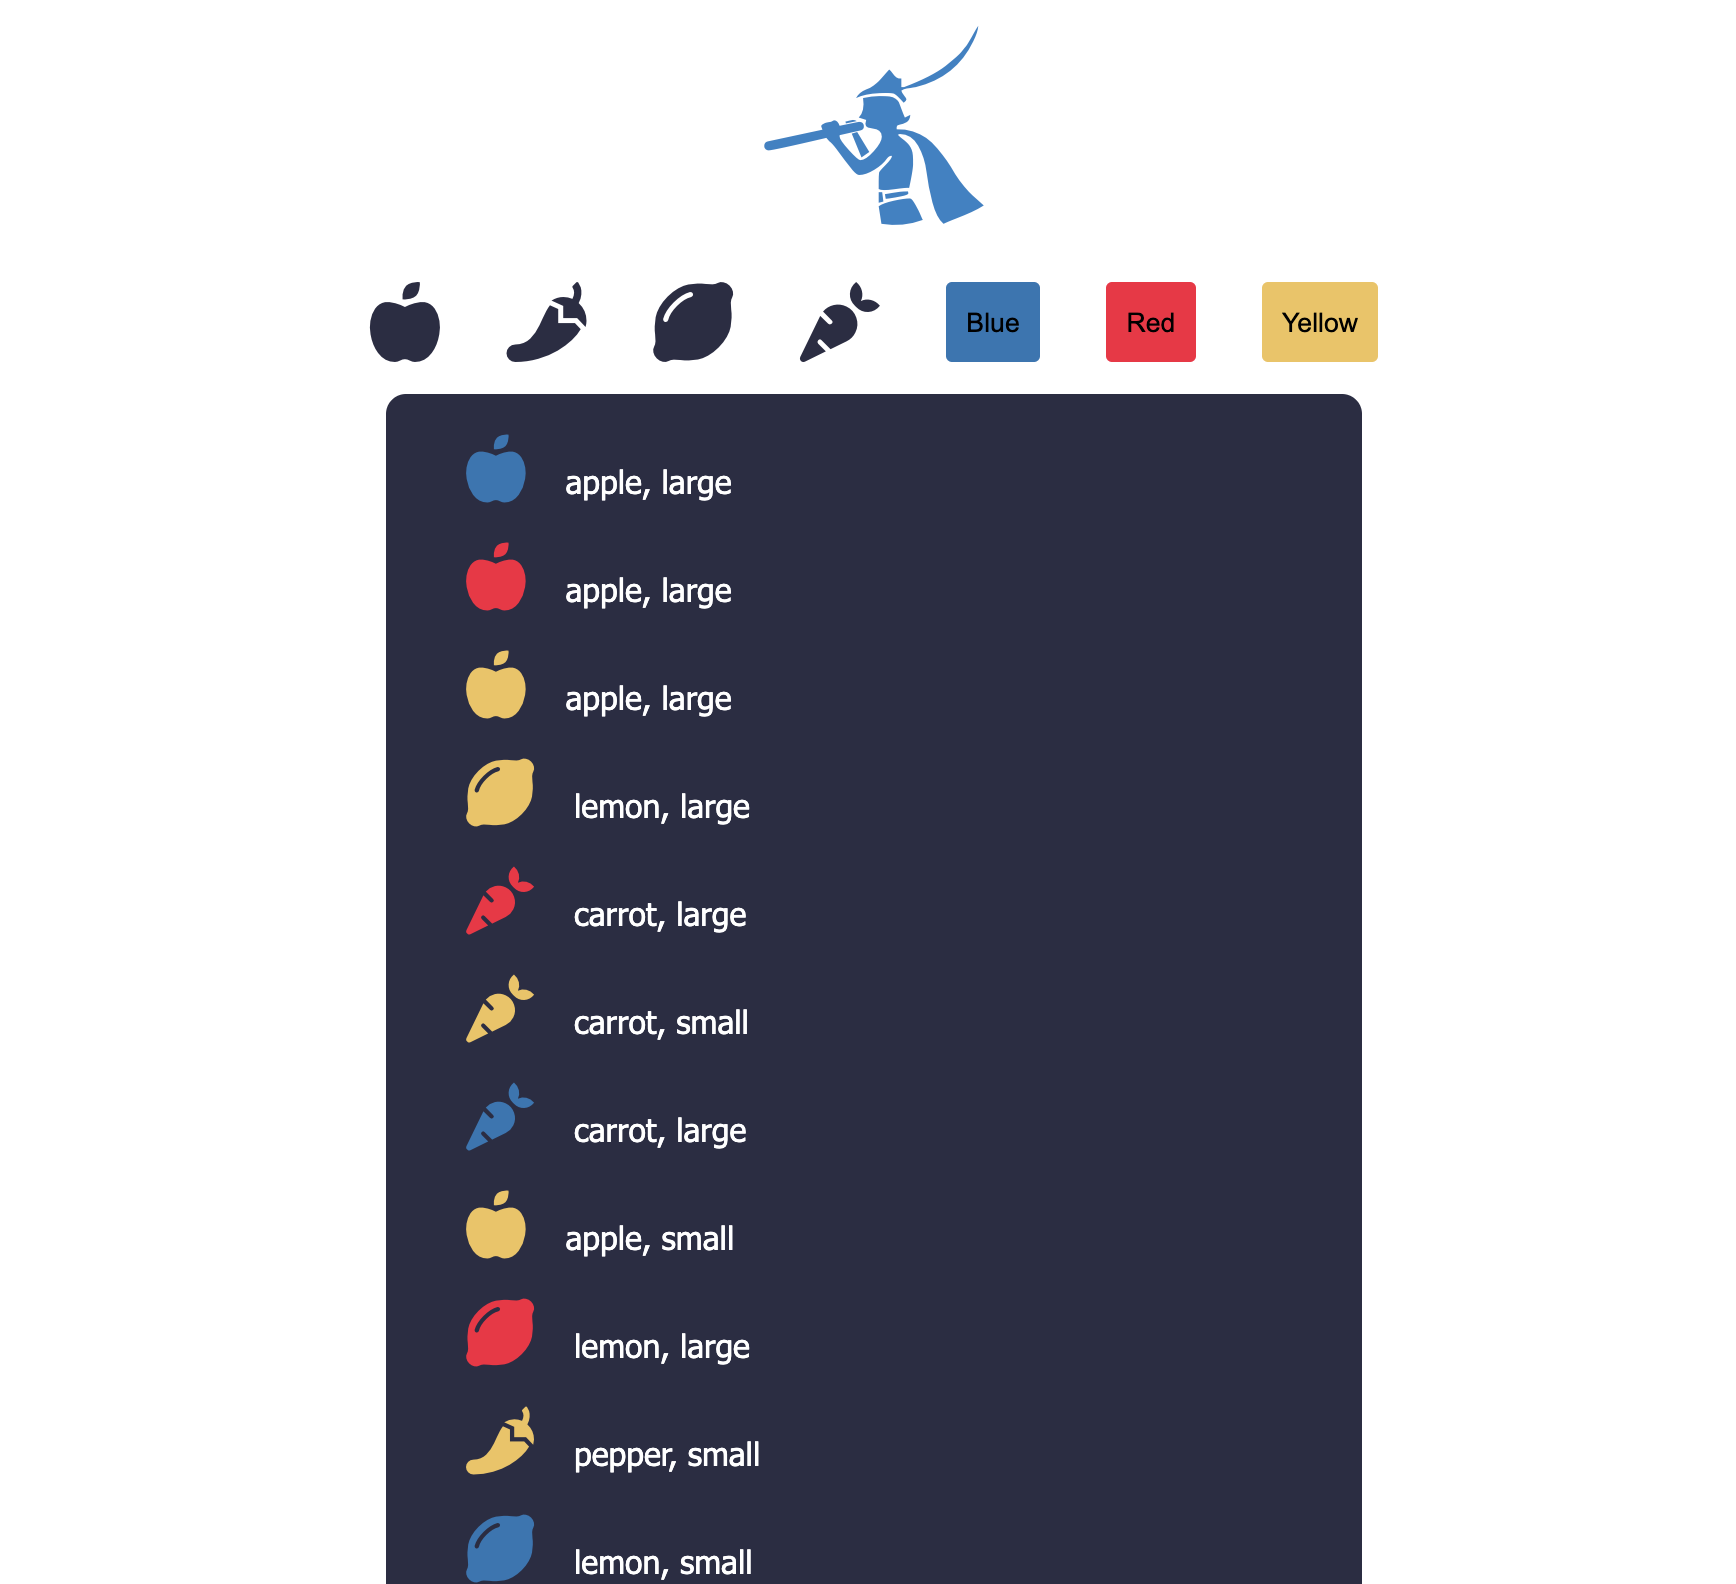 Blue Red Yellow
apple, large
apple, large
apple, large
lemon, large
carrot, large
carrot, small
carrot, large
apple, small
lemon, large
pepper, small
lemon, small